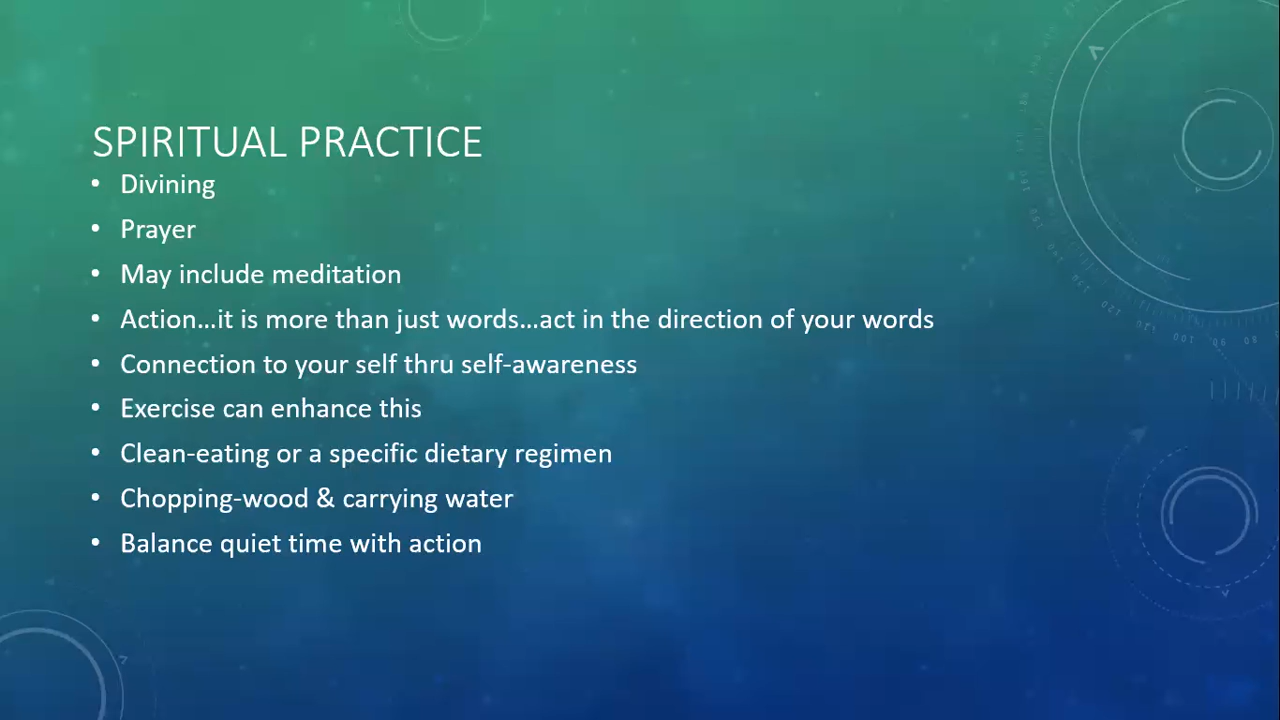 SPIRITUAL PRACTICE
• Divining
• Prayer
• May include meditation
• Action...it is more than just words...act in the direction of your words
• Connection to your self thru self-awareness
• Exercise can enhance this
• Clean-eating or a specific dietary regimen
• Chopping-wood & carrying water
• Balance quiet time with action